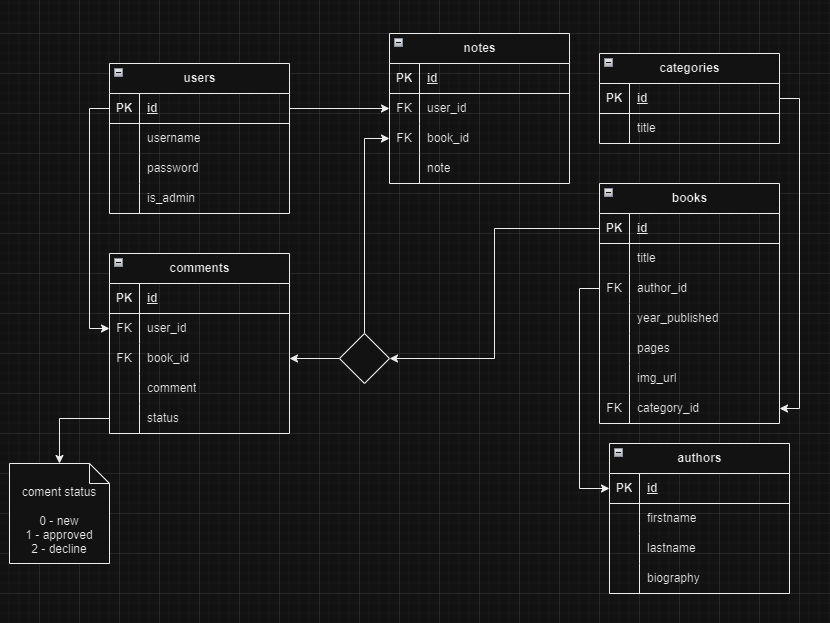 users
PK id
username
password
is_admin
notes
PK id
FK user_id
FK book_id
note
categories
PK id
title
books
PK id
title
FK author_id
year_published
pages
img_url
FK category_id
comments
PK id
FK user_id
FK book_id
comment
status
coment status
0 - new
1 - approved
2 - decline
authors
PK id
firstname
lastname
biography